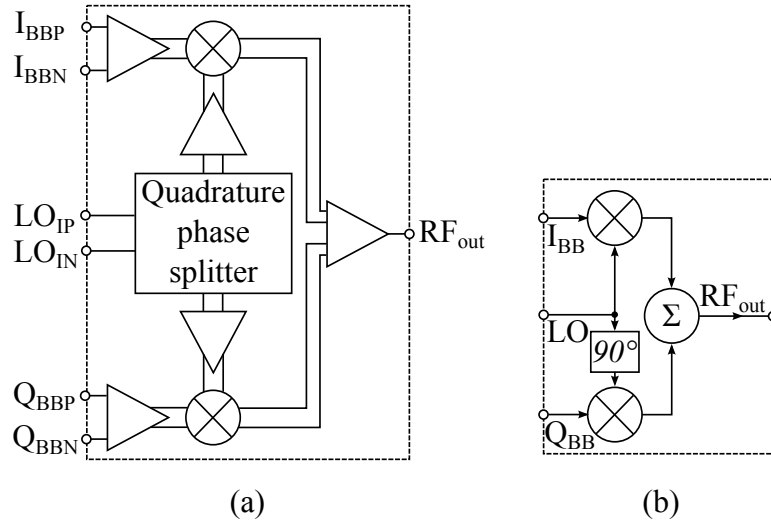 I_BBP
I_BBN
LO_IP
LO_IN
Quadrature
phase
splitter
RF_out
Q_BBP
Q_BBN
(a)
I_BB
LO
90°
Σ
RF_out
Q_BB
(b)